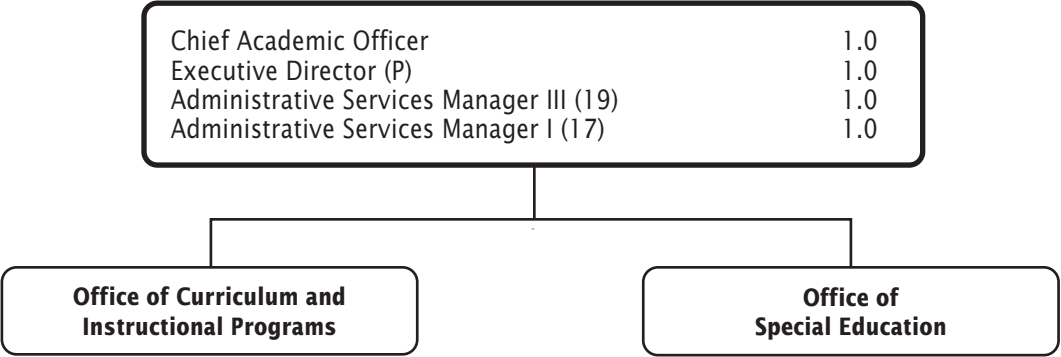 Chief Academic Officer 1.0
Executive Director (P) 1.0
Administrative Services Manager III (19) 1.0
Administrative Services Manager I (17) 1.0
Office of Curriculum and
Instructional Programs
Office of
Special Education